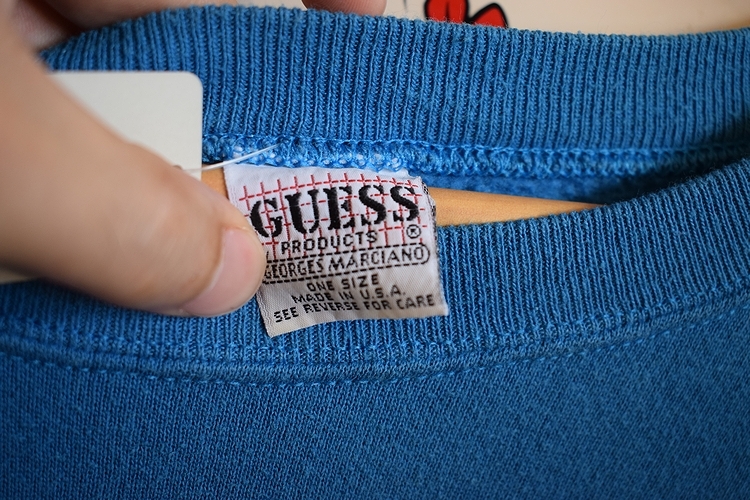 GUESS
PRODUCTS ®
GEORGES MARCIANO
ONE SIZE
MADE IN U.S.A.
SEE REVERSE FOR CARE